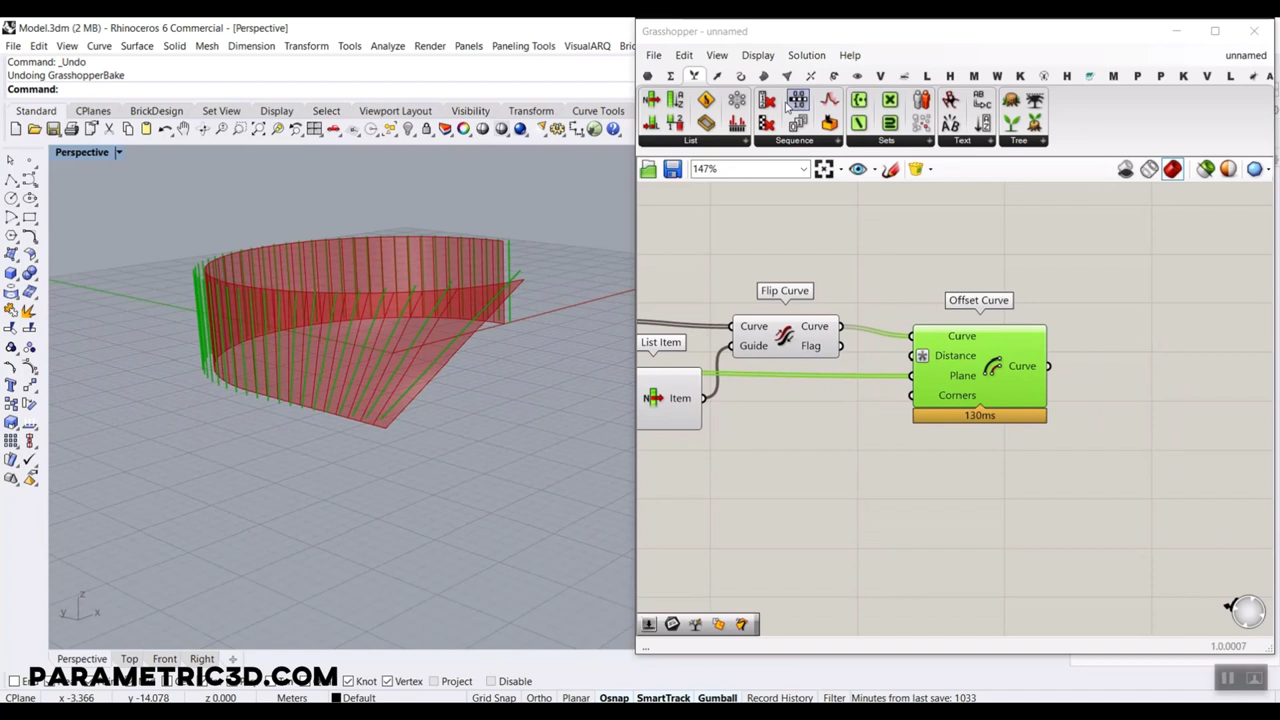 Model.3dm (2 MB) - Rhinoceros 6 Commercial - [Perspective]
File Edit View Curve Surface Solid Mesh Dimension Transform Tools Analyze Render Panels Paneling Tools VisualARQ
Command: _Undo
Undoing GrasshopperBake
Command:
Standard CPlanes BrickDesign Set View Display Select Viewport Layout Visibility Transform Curve Tools
Perspective
z
y x
Perspective Top Front Right
PARAMETRIC3D.COM
Knot Vertex Project Disable
CPlane x -3.366 y -14.078 z 0.000 Meters Default Grid Snap Ortho Planar Osnap SmartTrack Gumball Record History Filter Minutes from last save: 1033
Grasshopper - unnamed
File Edit View Display Solution Help unnamed
List Sequence Sets Text Tree
147%
Flip Curve
Curve Curve
Guide Flag
List Item
Item
Offset Curve
Curve
Distance
Plane
Corners
Curve
130ms
...
1.0.0007